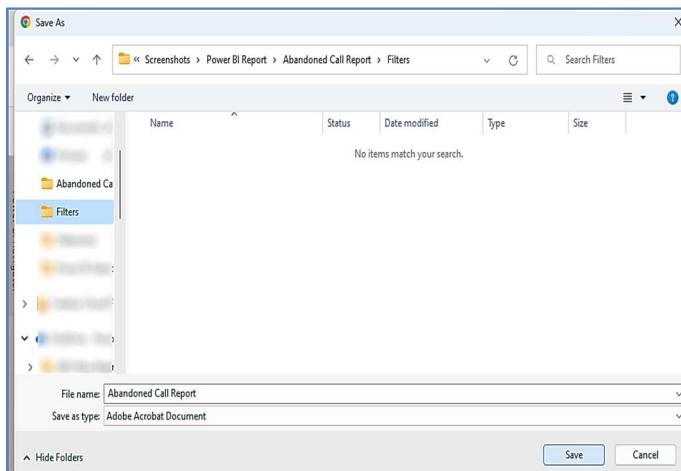 Save As
« Screenshots > Power BI Report > Abandoned Call Report > Filters
Search Filters
Organize New folder
Name Status Date modified Type Size
No items match your search.
Abandoned Ca
Filters
File name: Abandoned Call Report
Save as type: Adobe Acrobat Document
Hide Folders Save Cancel